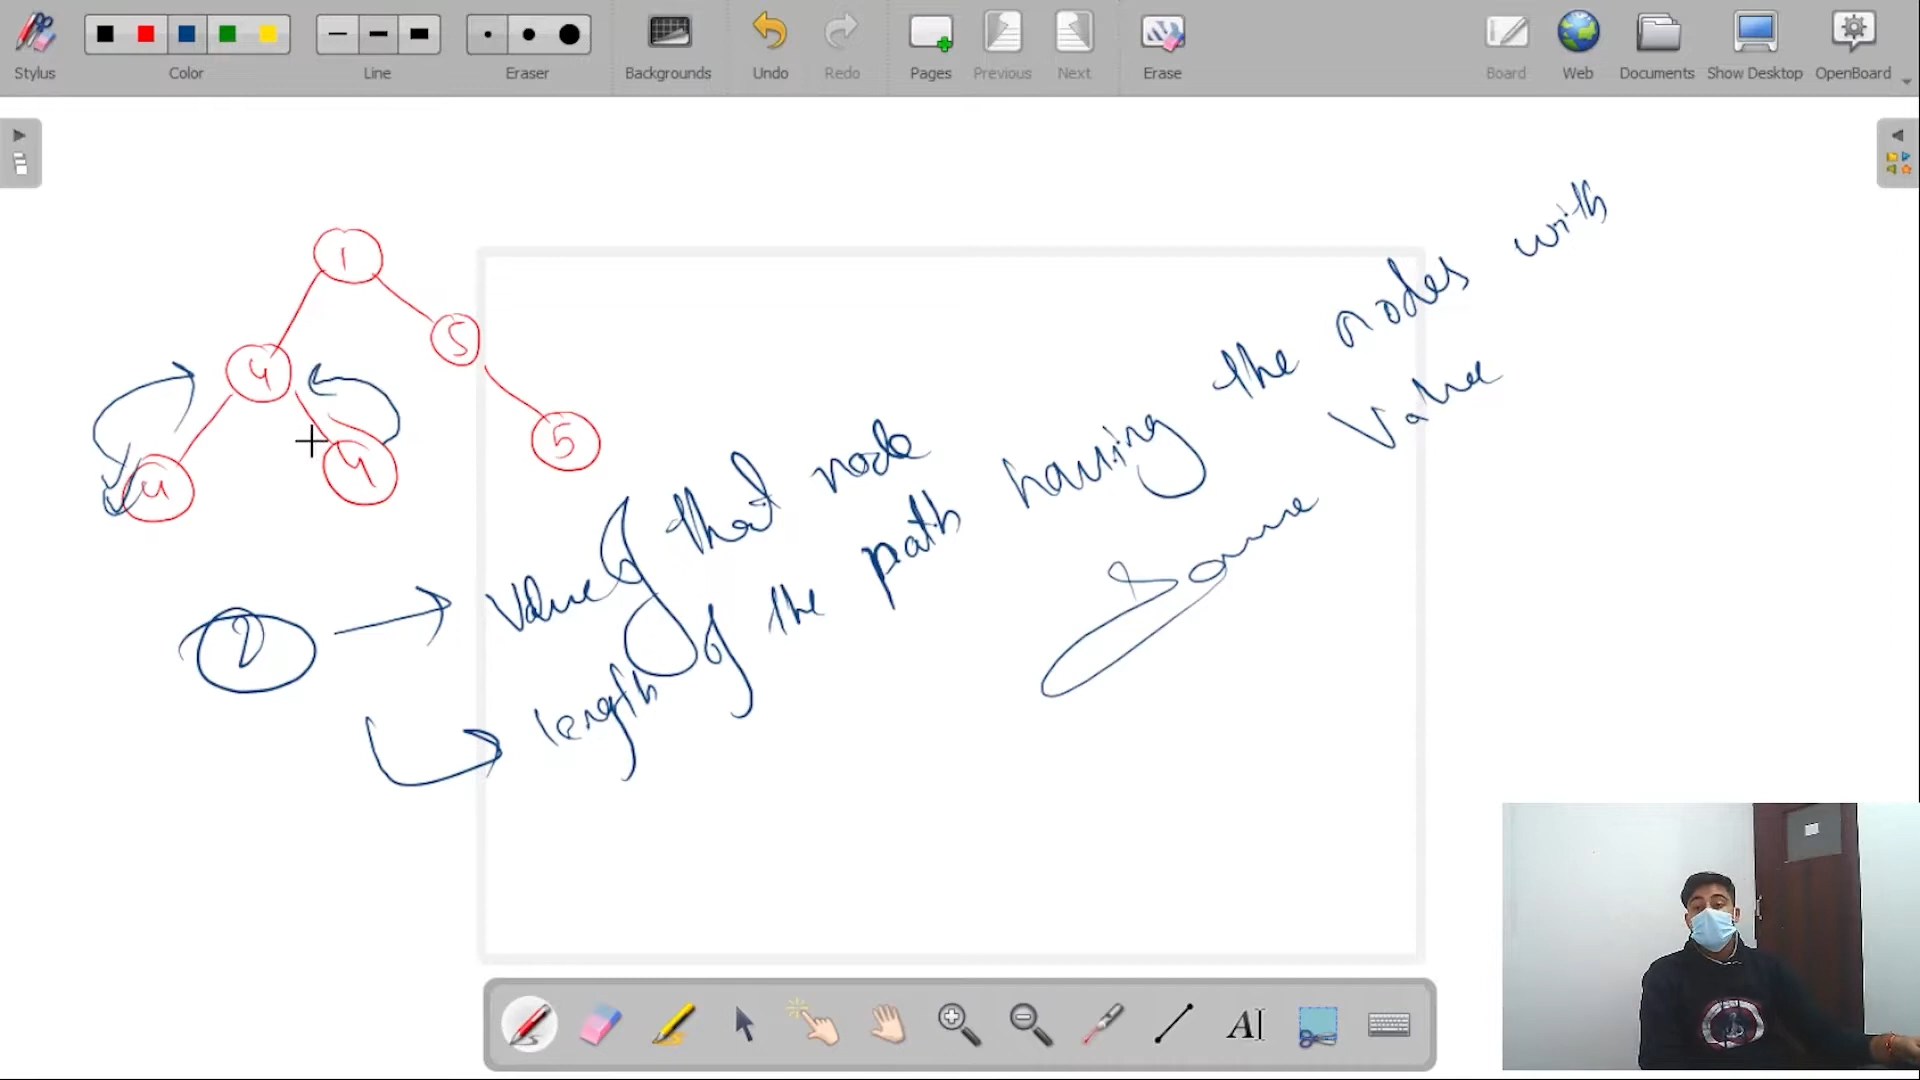 Stylus
Color
Line
Eraser
Backgrounds
Undo
Redo
Pages
Previous
Next
Erase
Board
Web
Documents
Show Desktop
OpenBoard
1
5
4
4
4
5
2
Value of that node
length of the path having the nodes with
Same Value
AI